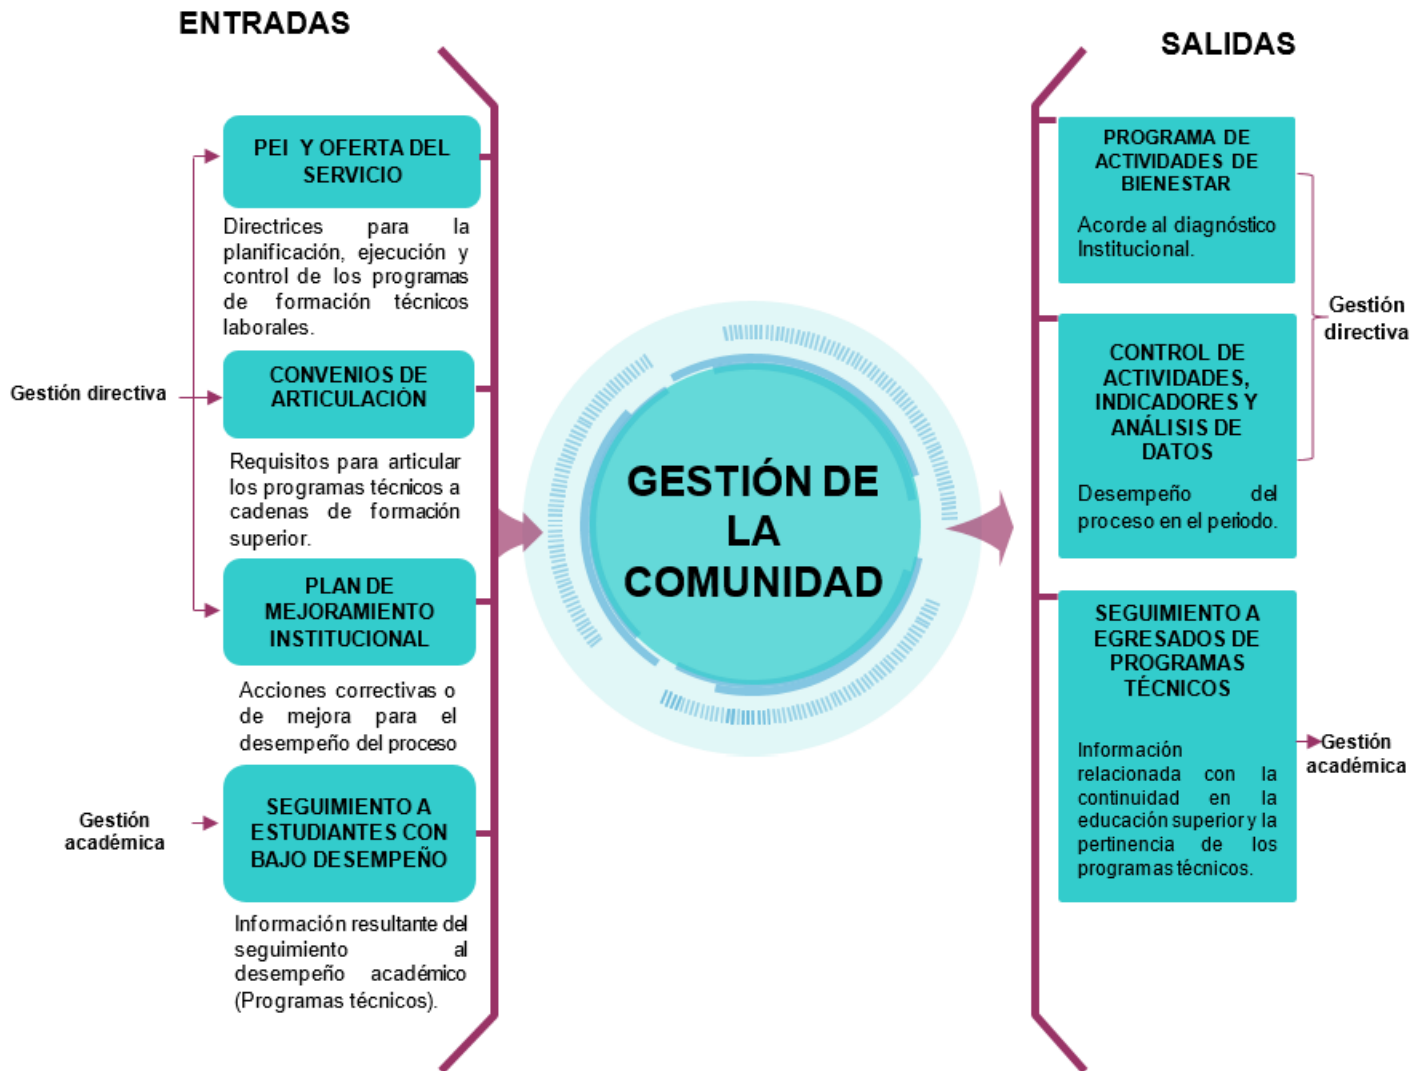 ENTRADAS
PEI Y OFERTA DEL
SERVICIO
Directrices para la
planificación, ejecución y
control de los programas
de formación técnicos
laborales.
Gestión directiva
CONVENIOS DE
ARTICULACIÓN
Requisitos para articular
los programas técnicos a
cadenas de formación
superior.
PLAN DE
MEJORAMIENTO
INSTITUCIONAL
Acciones correctivas o
de mejora para el
desempeño del proceso
Gestión
académica
SEGUIMIENTO A
ESTUDIANTES CON
BAJO DESEMPEÑO
Información resultante del
seguimiento al
desempeño académico
(Programas técnicos).
GESTIÓN DE
LA
COMUNIDAD
SALIDAS
PROGRAMA DE
ACTIVIDADES DE
BIENESTAR
Acorde al diagnóstico
Institucional.
Gestión
directiva
CONTROL DE
ACTIVIDADES,
INDICADORES Y
ANÁLISIS DE
DATOS
Desempeño del
proceso en el periodo.
SEGUIMIENTO A
EGRESADOS DE
PROGRAMAS
TÉCNICOS
Información
relacionada con la
continuidad en la
educación superior y la
pertinencia de los
programas técnicos.
Gestión
académica